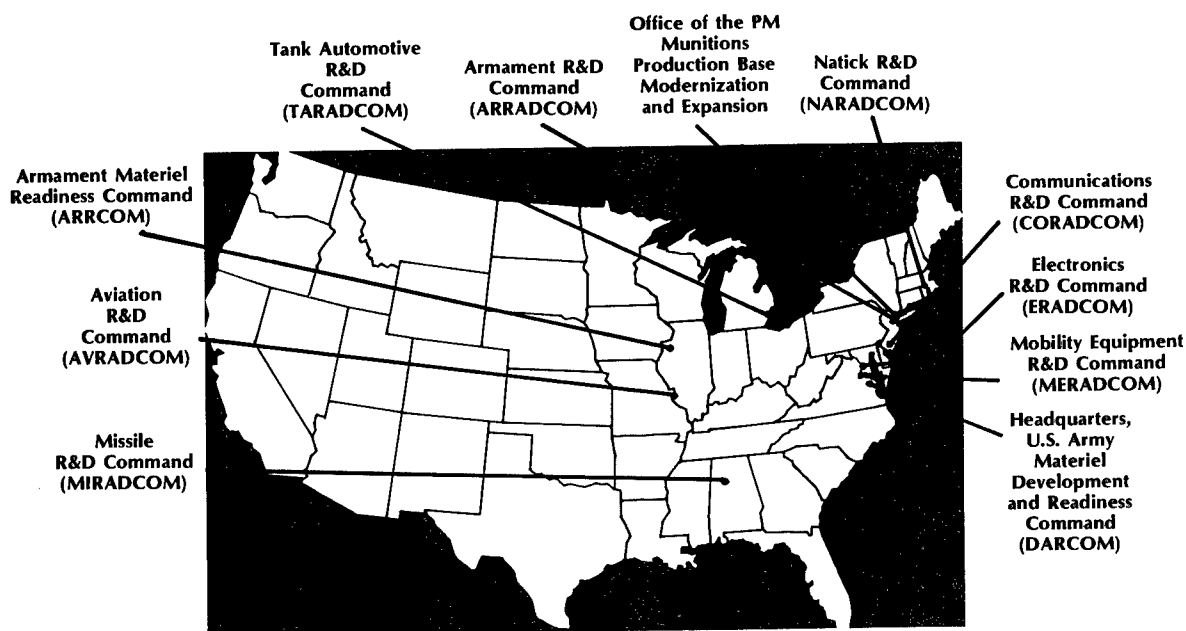 Tank Automotive
R&D
Command
(TARADCOM)
Armament R&D
Command
(ARRADCOM)
Office of the PM
Munitions
Production Base
Modernization
and Expansion
Natick R&D
Command
(NARADCOM)
Armament Materiel
Readiness Command
(ARRCOM)
Aviation
R&D
Command
(AVRADCOM)
Missile
R&D Command
(MIRADCOM)
Communications
R&D Command
(CORADCOM)
Electronics
R&D Command
(ERADCOM)
Mobility Equipment
R&D Command
(MERADCOM)
Headquarters,
U.S. Army
Materiel
Development
and Readiness
Command
(DARCOM)